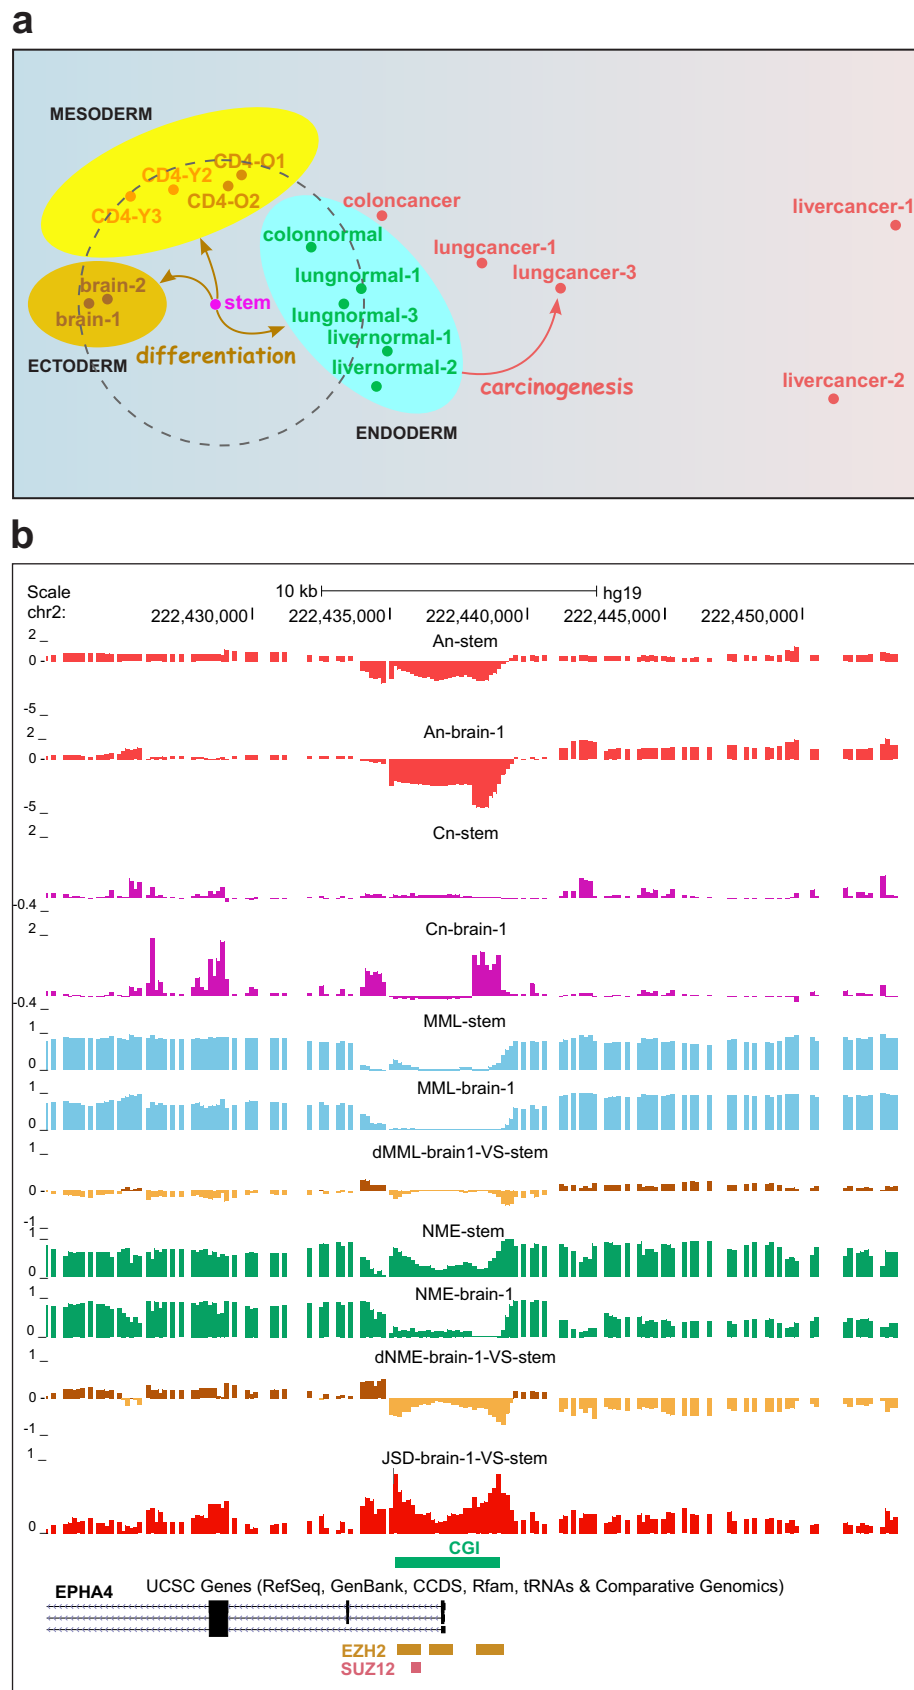 a
MESODERM
CD4-O1
CD4-Y2
CD4-O2
CD4-Y3
coloncancer
livercancer-1
colonnormal
lungcancer-1
lungnormal-1
lungcancer-3
brain-2
stem
brain-1
lungnormal-3
livernormal-1
differentiation
ECTODERM
livernormal-2
carcinogenesis
livercancer-2
ENDODERM
b
Scale
10 kb
hg19
chr2:
222,430,000
222,435,000
222,440,000
222,445,000
222,450,000
2
An-stem
0
-5
2
An-brain-1
0
-5
2
Cn-stem
-0.4
2
Cn-brain-1
-0.4
1
MML-stem
0
1
MML-brain-1
0
1
dMML-brain1-VS-stem
0
-1
1
NME-stem
0
1
NME-brain-1
0
1
dNME-brain-1-VS-stem
0
-1
1
JSD-brain-1-VS-stem
0
CGI
EPHA4
UCSC Genes (RefSeq, GenBank, CCDS, Rfam, tRNAs & Comparative Genomics)
EZH2
SUZ12